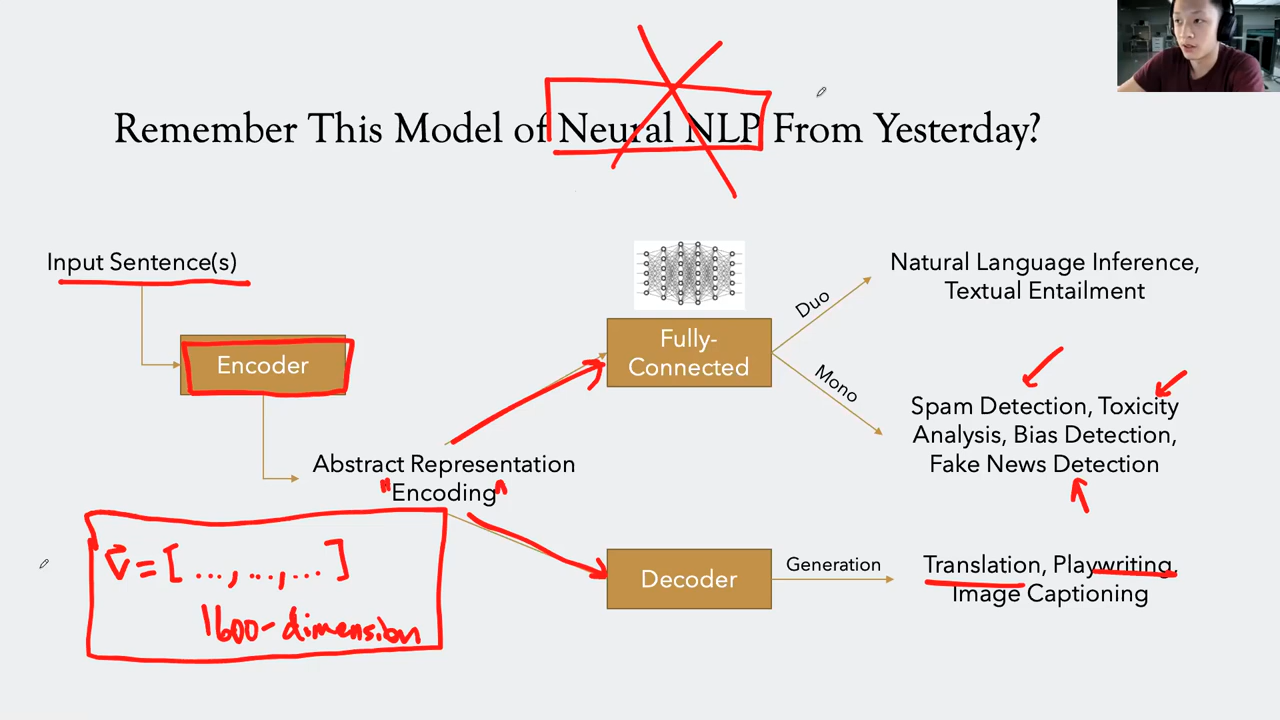 Remember This Model of Neural NLP From Yesterday?
Input Sentence(s)
Encoder
Abstract Representation
"Encoding"
v⃗ = [ ..., ..., ... ]
1600-dimension
Fully-
Connected
Decoder
Duo
Mono
Generation
Natural Language Inference,
Textual Entailment
Spam Detection, Toxicity
Analysis, Bias Detection,
Fake News Detection
Translation, Playwriting,
Image Captioning